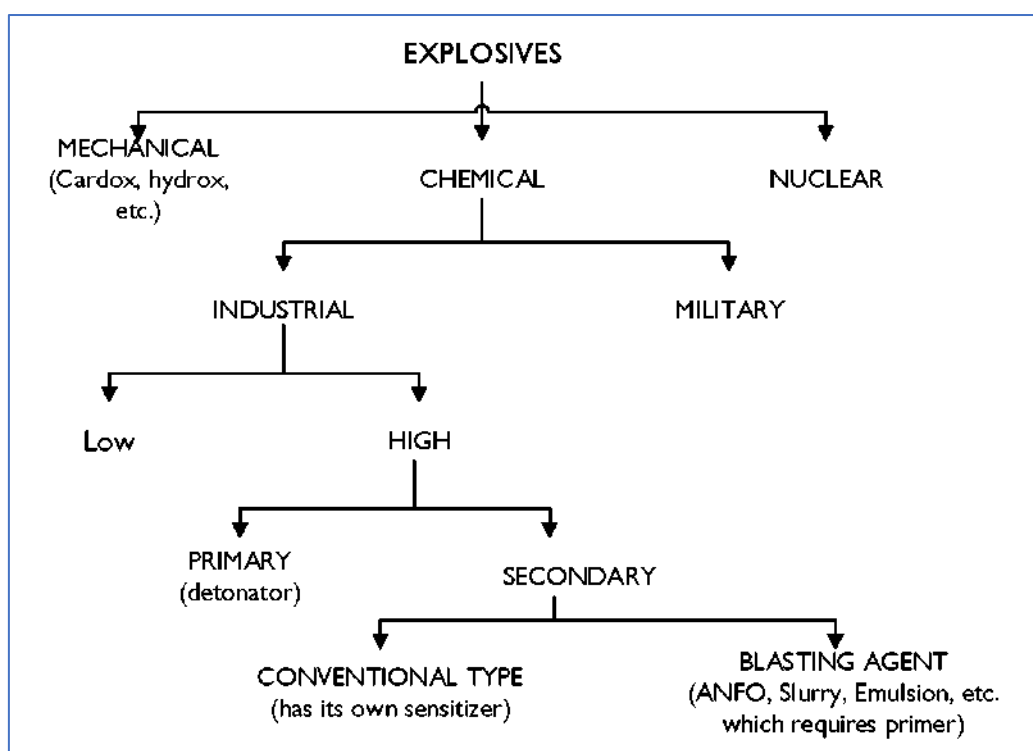 EXPLOSIVES
MECHANICAL
(Cardox, hydrox,
etc.)
CHEMICAL
NUCLEAR
INDUSTRIAL
MILITARY
Low
HIGH
PRIMARY
(detonator)
SECONDARY
CONVENTIONAL TYPE
(has its own sensitizer)
BLASTING AGENT
(ANFO, Slurry, Emulsion, etc.
which requires primer)